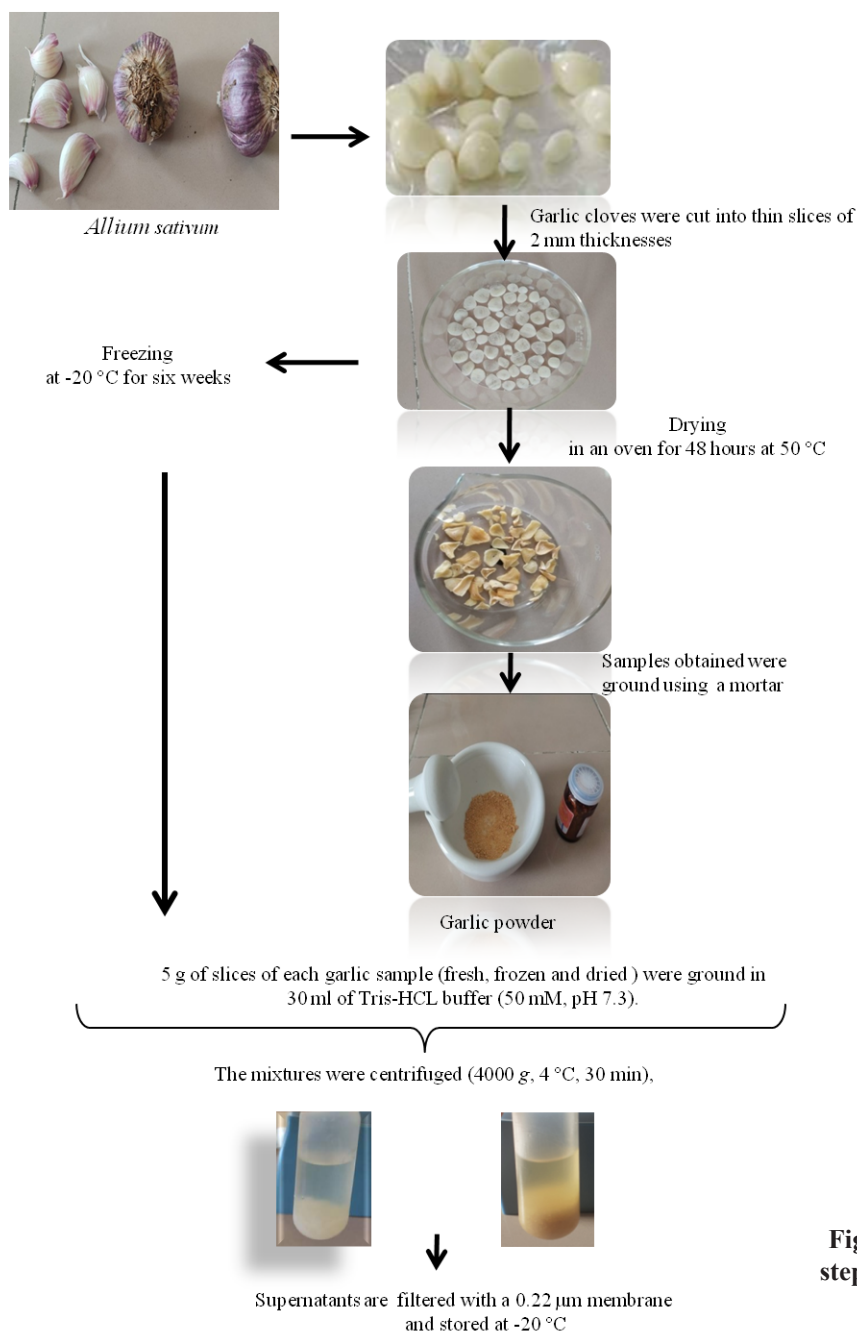 Allium sativum
Garlic cloves were cut into thin slices of
2 mm thicknesses
Freezing
at -20 °C for six weeks
Drying
in an oven for 48 hours at 50 °C
Samples obtained were
ground using a mortar
Garlic powder
5 g of slices of each garlic sample (fresh, frozen and dried ) were ground in
30 ml of Tris-HCL buffer (50 mM, pH 7.3).
The mixtures were centrifuged (4000 g, 4 °C, 30 min),
Fig
step
Supernatants are filtered with a 0.22 µm membrane
and stored at -20 °C